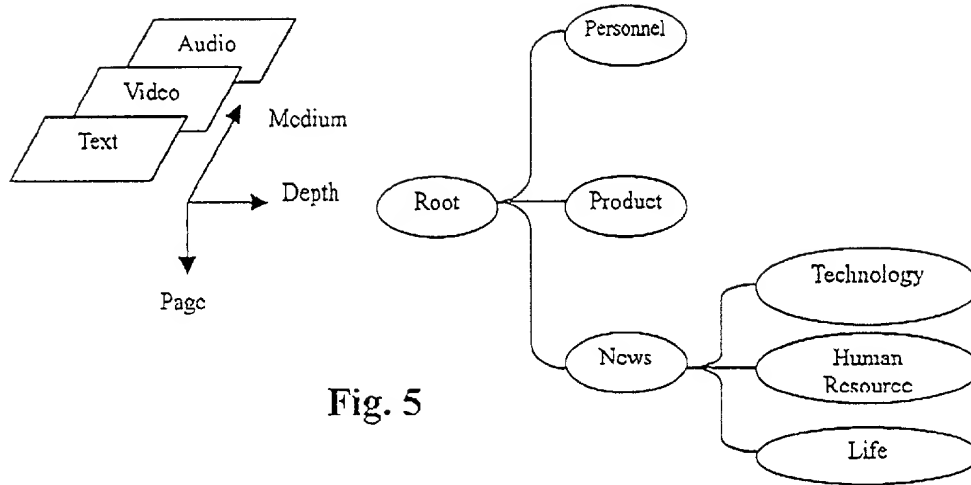 Audio
Video
Text
Medium
Depth
Page
Personnel
Root
Product
News
Technology
Human
Resource
Life
Fig. 5